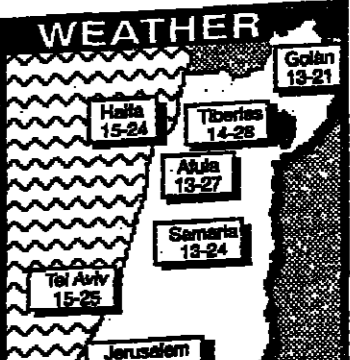 WEATHER
Golan
13-21
Haifa
15-24
Tiberias
14-28
Afula
13-27
Samaria
13-24
Tel Aviv
15-25
Jerusalem